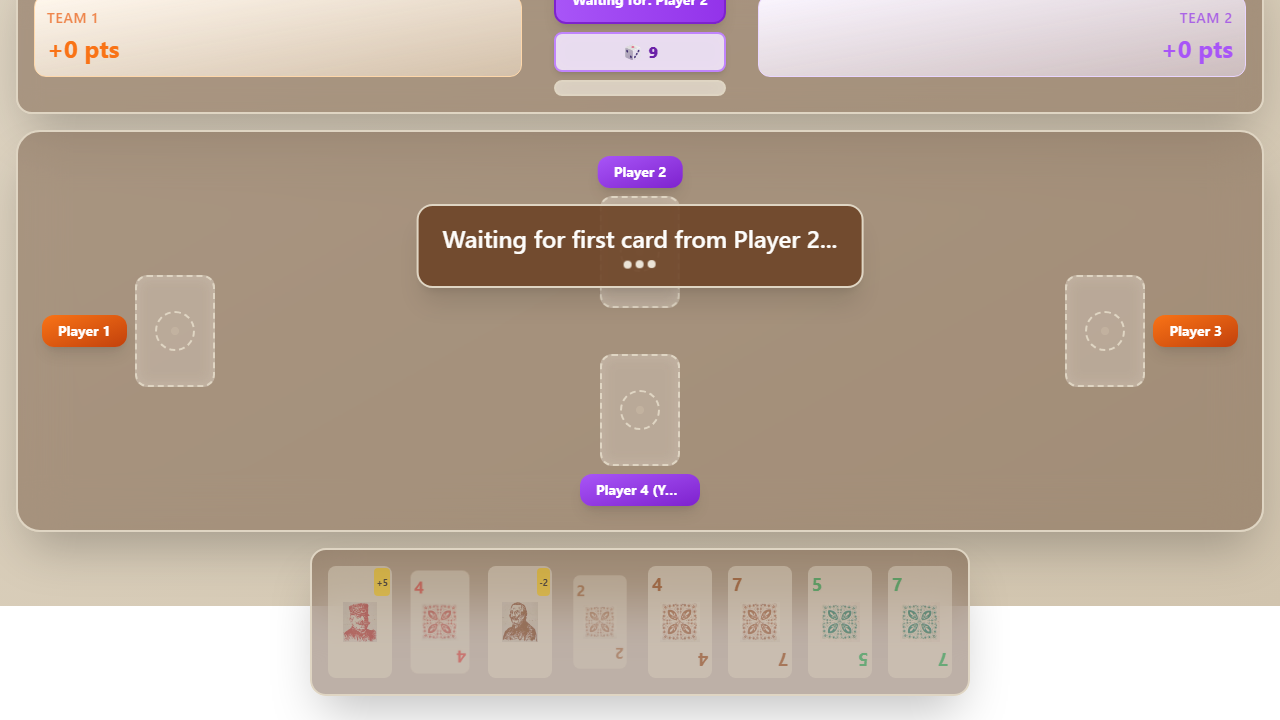 TEAM 1
+0 pts
Waiting for: Player 2
9
TEAM 2
+0 pts
Player 2
Waiting for first card from Player 2...
Player 1
Player 3
Player 4 (Y...
+5
4
4
-2
2
2
4
4
7
7
5
5
7
7